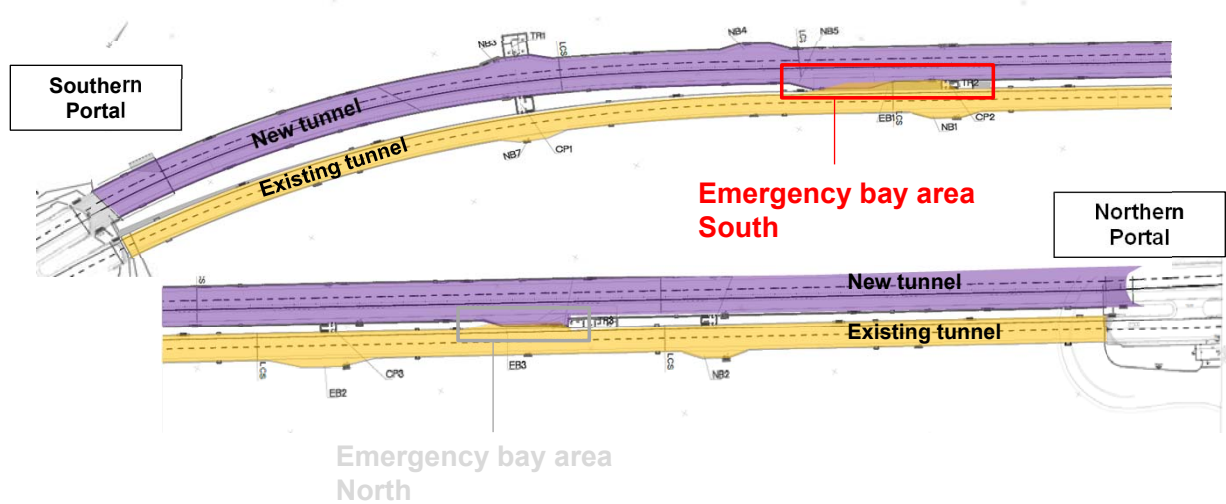 NB3
TR1
LCS
NB4
LCS
NB5
Southern
Portal
New tunnel
TR2
EB1
LCS
NB1
CP2
Existing tunnel
NB7
CP1
Emergency bay area
South
Northern
Portal
New tunnel
Existing tunnel
LCS
CP3
EB2
EB3
LCS
NB2
Emergency bay area
North